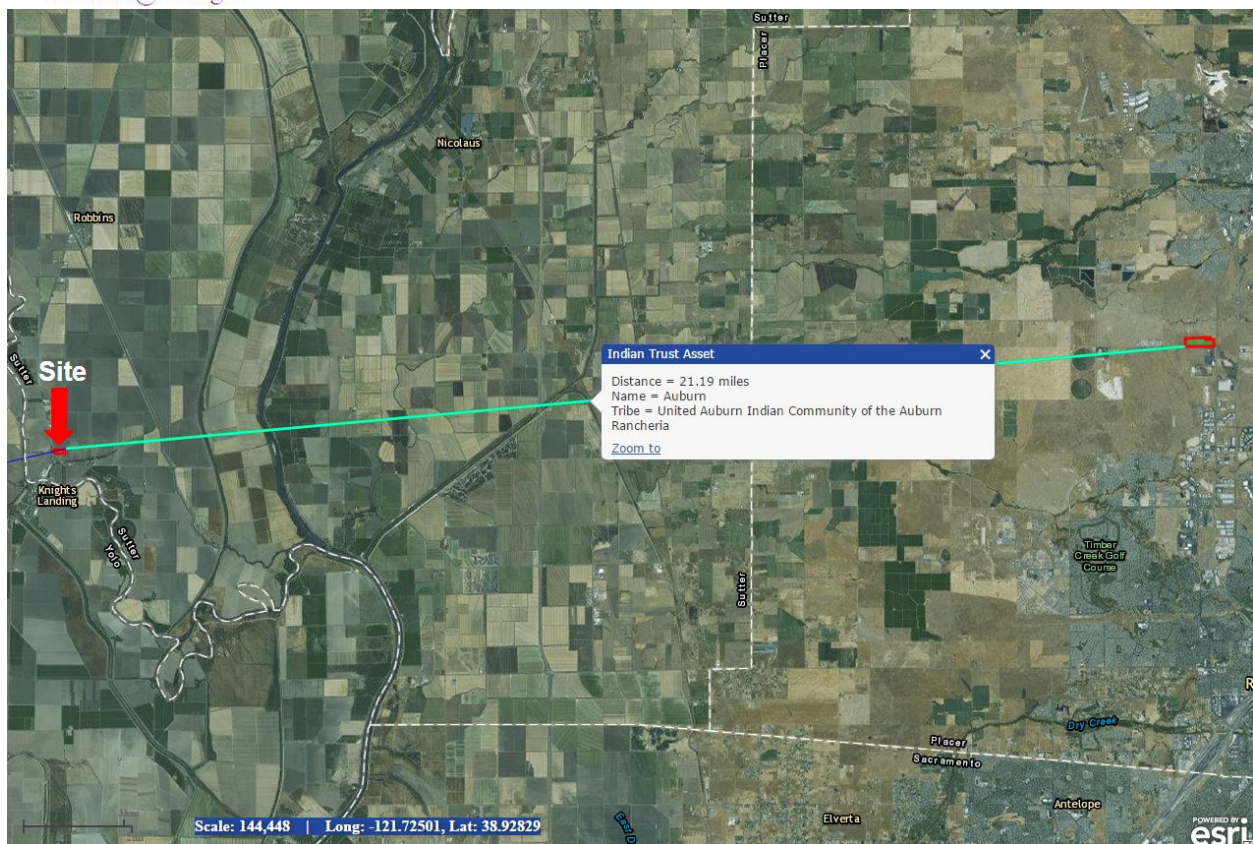 Sutter
Placer
Nicolaus
Robbins
Indian Trust Asset
Distance = 21.19 miles
Name = Auburn
Tribe = United Auburn Indian Community of the Auburn
Rancheria
Zoom to
Sutter
Site
Knights
Landing
Sutter
Yolo
Timber
Creek Golf
Course
Sutter
R
Dry Creek
Placer
Sacramento
Antelope
Elverta
East D
Scale: 144,448 | Long: -121.72501, Lat: 38.92829
POWERED BY
esri